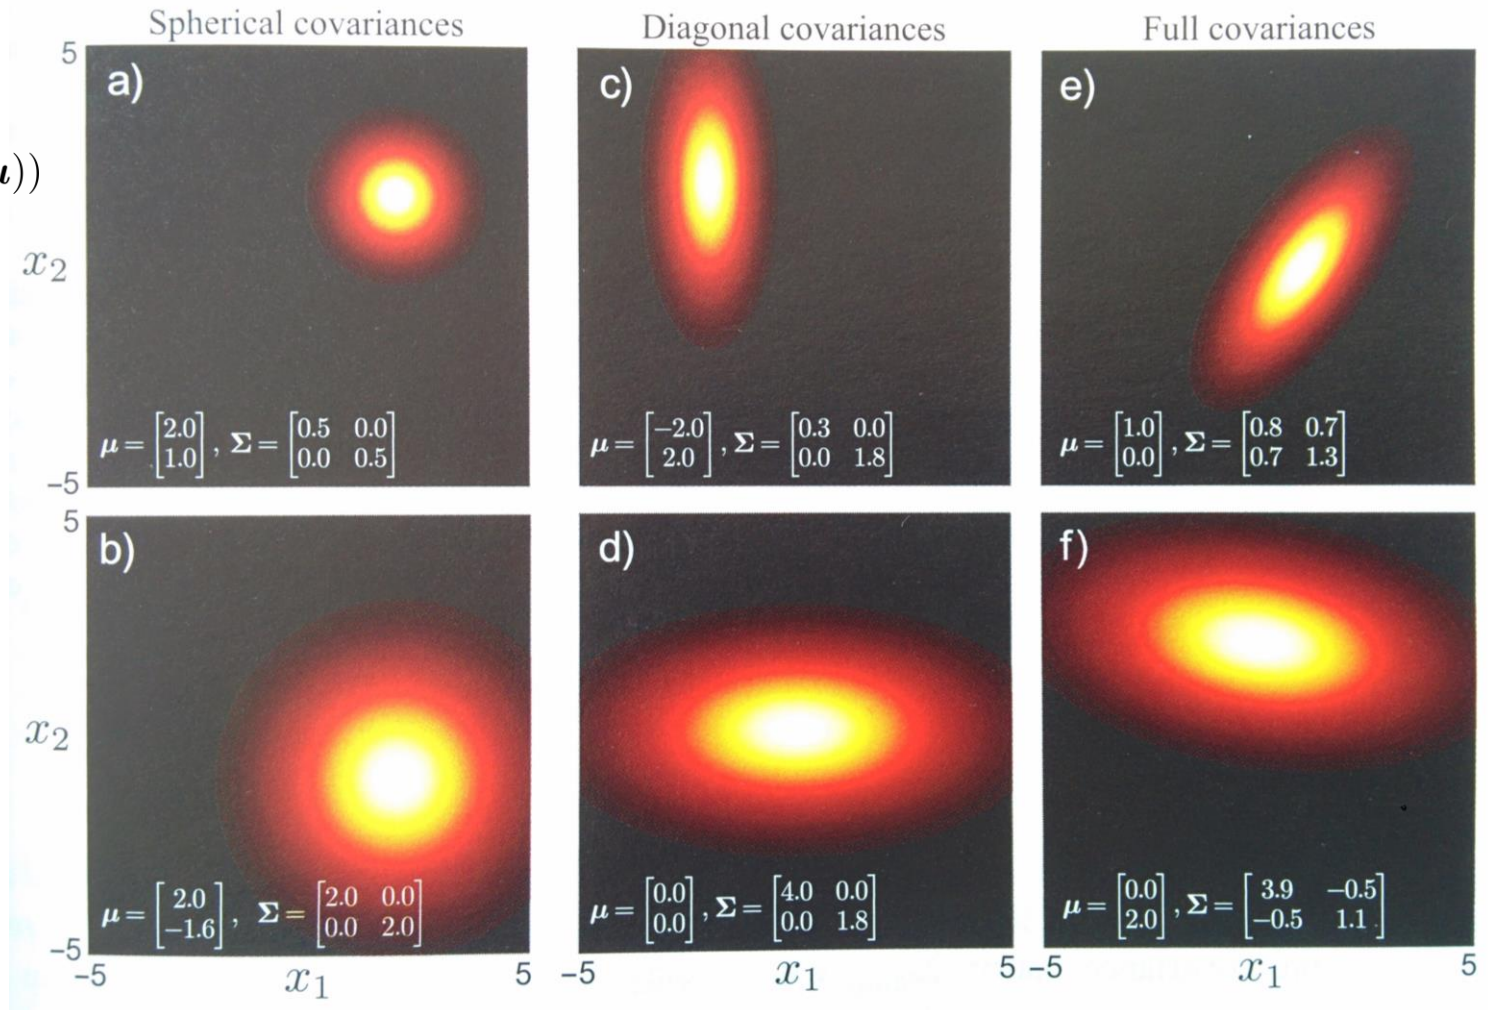 Spherical covariances
Diagonal covariances
Full covariances
5
a)
c)
e)
μ))
x₂
μ = [2.0 1.0], Σ = [0.5 0.0 0.0 0.5]
μ = [−2.0 2.0], Σ = [0.3 0.0 0.0 1.8]
μ = [1.0 0.0], Σ = [0.8 0.7 0.7 1.3]
−5
5
b)
d)
f)
x₂
μ = [2.0 −1.6], Σ = [2.0 0.0 0.0 2.0]
μ = [0.0 0.0], Σ = [4.0 0.0 0.0 1.8]
μ = [0.0 2.0], Σ = [3.9 −0.5 −0.5 1.1]
−5
−5 x₁ 5
−5 x₁ 5
−5 x₁ 5